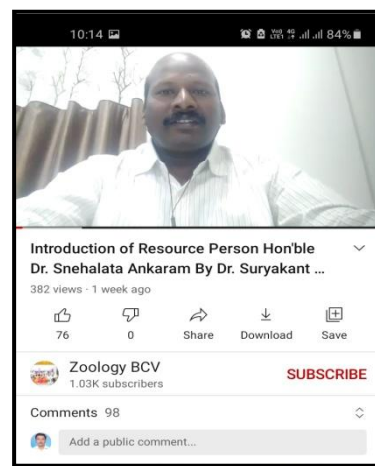 10:14 84%
Introduction of Resource Person Hon'ble
Dr. Snehalata Ankaram By Dr. Suryakant ...
382 views · 1 week ago
76 0 Share Download Save
Zoology BCV
1.03K subscribers
SUBSCRIBE
Comments 98
Add a public comment...